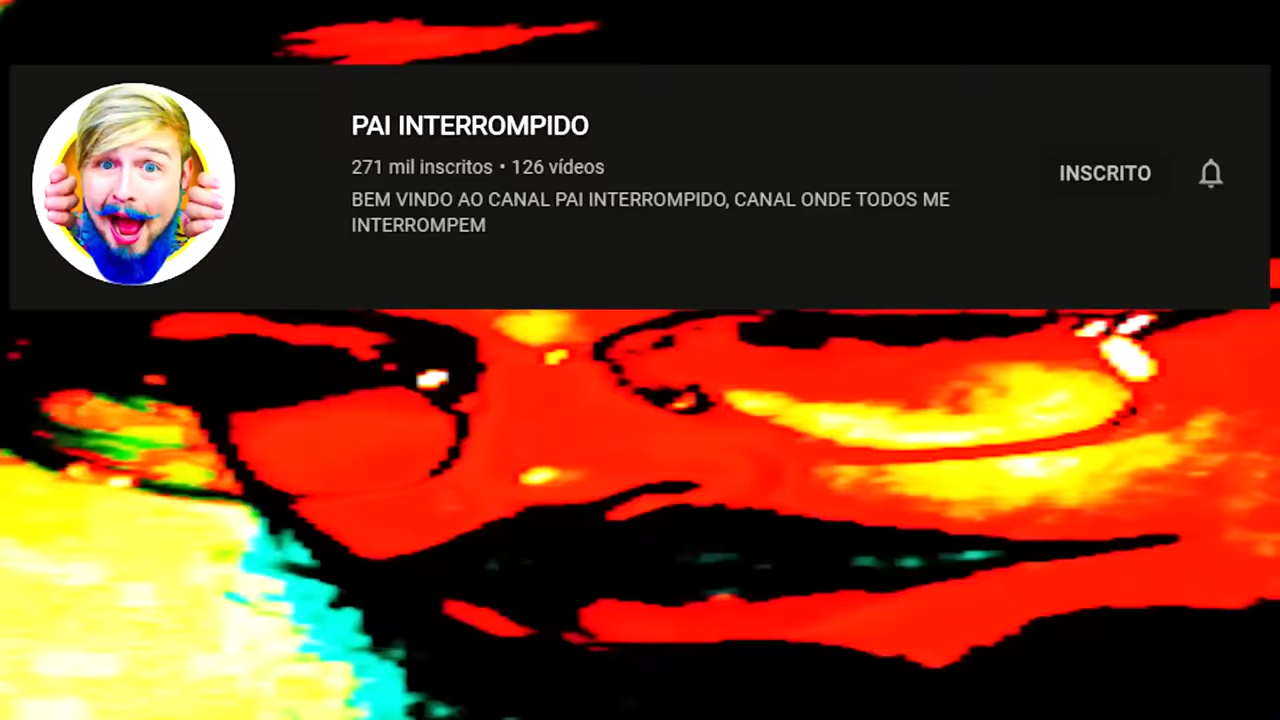 PAI INTERROMPIDO
271 mil inscritos • 126 vídeos
BEM VINDO AO CANAL PAI INTERROMPIDO, CANAL ONDE TODOS ME
INTERROMPEM
INSCRITO